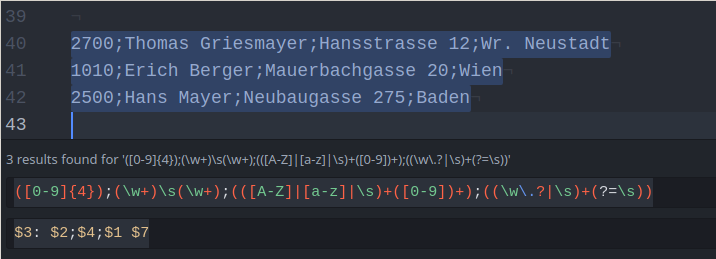 39 ¬
40 2700;Thomas Griesmayer;Hansstrasse 12;Wr. Neustadt¬
41 1010;Erich Berger;Mauerbachgasse 20;Wien¬
42 2500;Hans Mayer;Neubaugasse 275;Baden¬
43
3 results found for '([0-9]{4});(\w+)\s(\w+);(([A-Z]|[a-z]|\s)+([0-9])+);((\w\.?|\s)+(?=\s))'
([0-9]{4});(\w+)\s(\w+);(([A-Z]|[a-z]|\s)+([0-9])+);((\w\.?|\s)+(?=\s))
$3: $2;$4;$1 $7